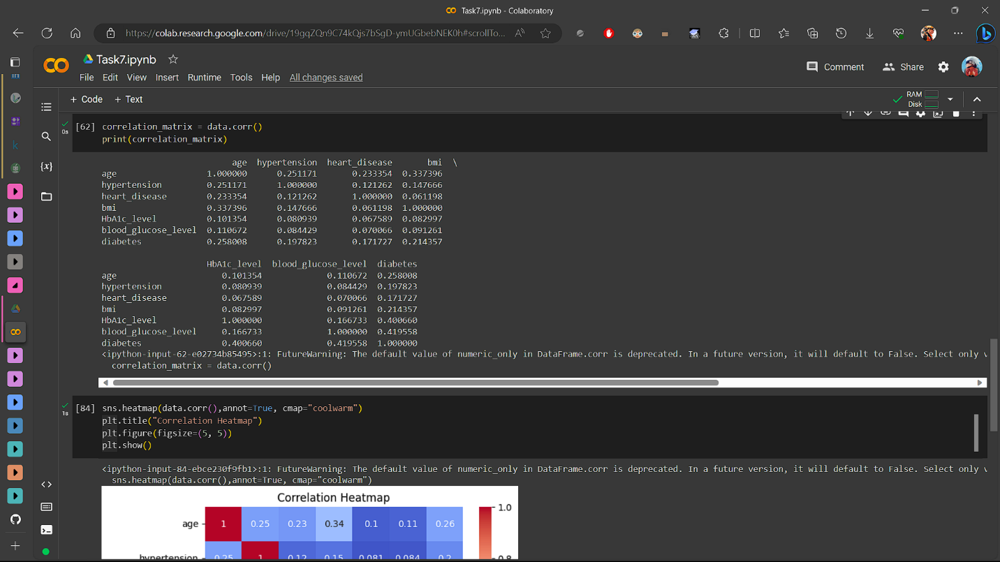 Task7.ipynb - Colaboratory
https://colab.research.google.com/drive/19gqZQn9C74kQjs7bSgD-ymUGbebNEK0h#scrollTo...
Task7.ipynb
File Edit View Insert Runtime Tools Help All changes saved
Comment Share
+ Code + Text
RAM
Disk
[62] correlation_matrix = data.corr()
print(correlation_matrix)
0s
age hypertension heart_disease bmi \
age 1.000000 0.251171 0.233354 0.337396
hypertension 0.251171 1.000000 0.121262 0.147666
heart_disease 0.233354 0.121262 1.000000 0.061198
bmi 0.337396 0.147666 0.061198 1.000000
HbA1c_level 0.101354 0.080939 0.067589 0.082997
blood_glucose_level 0.110672 0.084429 0.070066 0.091261
diabetes 0.258008 0.197823 0.171727 0.214357
HbA1c_level blood_glucose_level diabetes
age 0.101354 0.110672 0.258008
hypertension 0.080939 0.084429 0.197823
heart_disease 0.067589 0.070066 0.171727
bmi 0.082997 0.091261 0.214357
HbA1c_level 1.000000 0.166733 0.400660
blood_glucose_level 0.166733 1.000000 0.419558
diabetes 0.400660 0.419558 1.000000
<ipython-input-62-e02734b85495>:1: FutureWarning: The default value of numeric_only in DataFrame.corr is deprecated. In a future version, it will default to False. Select only
correlation_matrix = data.corr()
[84] sns.heatmap(data.corr(),annot=True, cmap="coolwarm")
1s
plt.title("Correlation Heatmap")
plt.figure(figsize=(5, 5))
plt.show()
<ipython-input-84-ebce230f9fb1>:1: FutureWarning: The default value of numeric_only in DataFrame.corr is deprecated. In a future version, it will default to False. Select only
sns.heatmap(data.corr(),annot=True, cmap="coolwarm")
Correlation Heatmap
1.0
age 1 0.25 0.23 0.34 0.1 0.11 0.26
hypertension 0.25 1 0.12 0.15 0.081 0.084 0.2
0.8